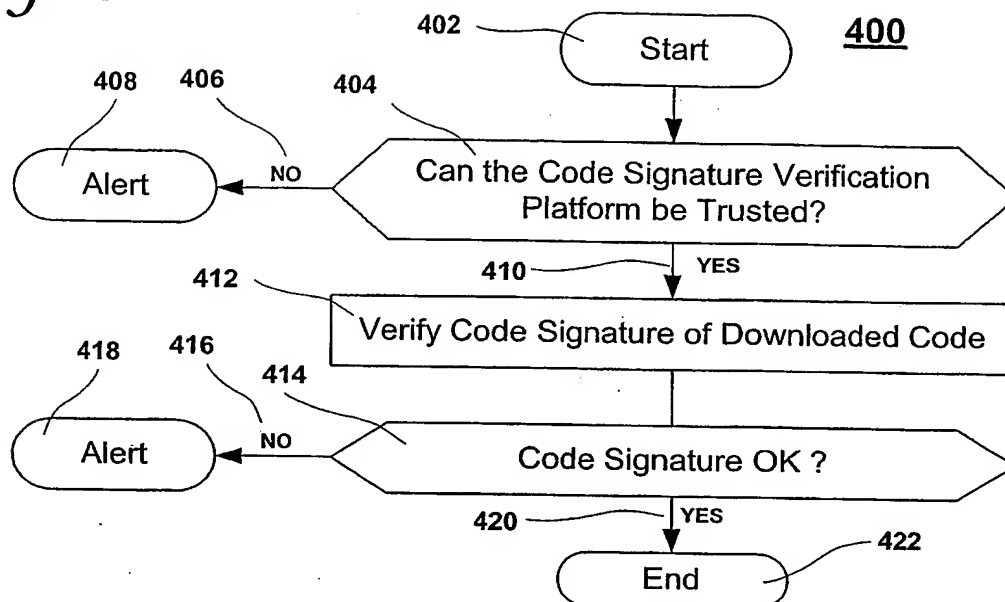 402
Start
400
408
406
404
Alert
NO
Can the Code Signature Verification
Platform be Trusted?
410
YES
412
Verify Code Signature of Downloaded Code
418
416
414
Alert
NO
Code Signature OK ?
420
YES
422
End